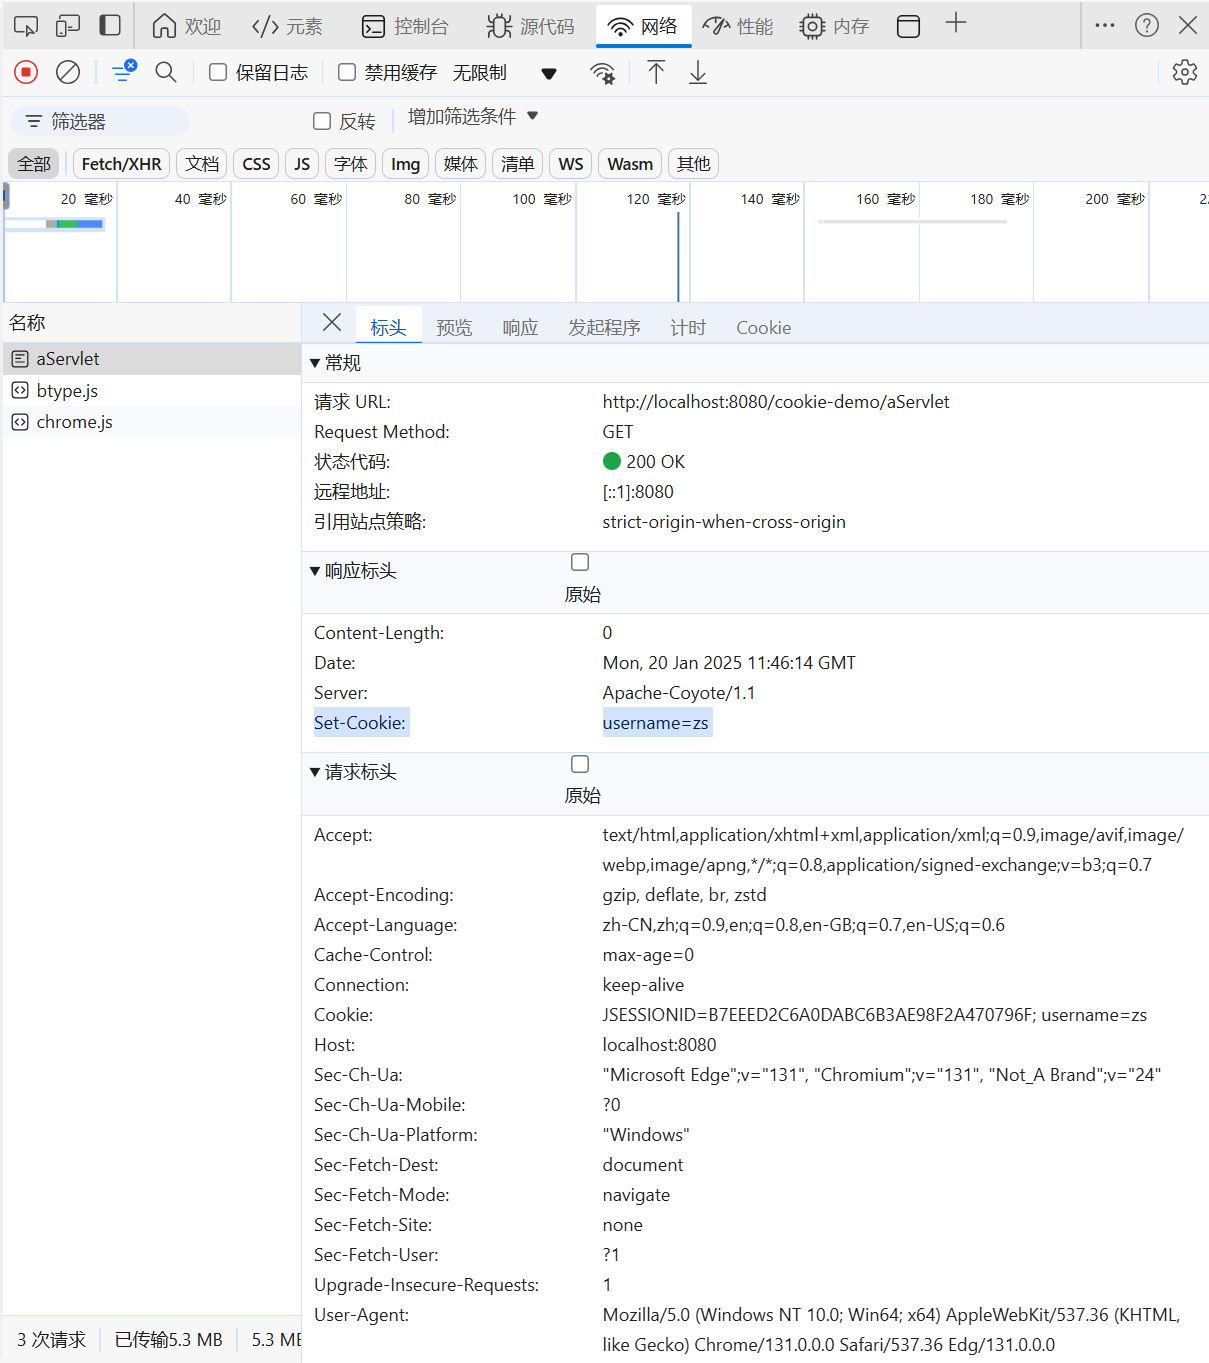 欢迎 元素 控制台 源代码 网络 性能 内存
保留日志 禁用缓存 无限制
筛选器 反转 增加筛选条件
全部 Fetch/XHR 文档 CSS JS 字体 Img 媒体 清单 WS Wasm 其他
20 毫秒 40 毫秒 60 毫秒 80 毫秒 100 毫秒 120 毫秒 140 毫秒 160 毫秒 180 毫秒 200 毫秒
名称
aServlet
btype.js
chrome.js
标头 预览 响应 发起程序 计时 Cookie
常规
请求 URL: http://localhost:8080/cookie-demo/aServlet
Request Method: GET
状态代码: 200 OK
远程地址: [::1]:8080
引用站点策略: strict-origin-when-cross-origin
响应标头
原始
Content-Length: 0
Date: Mon, 20 Jan 2025 11:46:14 GMT
Server: Apache-Coyote/1.1
Set-Cookie: username=zs
请求标头
原始
Accept: text/html,application/xhtml+xml,application/xml;q=0.9,image/avif,image/
webp,image/apng,*/*;q=0.8,application/signed-exchange;v=b3;q=0.7
Accept-Encoding: gzip, deflate, br, zstd
Accept-Language: zh-CN,zh;q=0.9,en;q=0.8,en-GB;q=0.7,en-US;q=0.6
Cache-Control: max-age=0
Connection: keep-alive
Cookie: JSESSIONID=B7EEED2C6A0DABC6B3AE98F2A470796F; username=zs
Host: localhost:8080
Sec-Ch-Ua: "Microsoft Edge";v="131", "Chromium";v="131", "Not_A Brand";v="24"
Sec-Ch-Ua-Mobile: ?0
Sec-Ch-Ua-Platform: "Windows"
Sec-Fetch-Dest: document
Sec-Fetch-Mode: navigate
Sec-Fetch-Site: none
Sec-Fetch-User: ?1
Upgrade-Insecure-Requests: 1
User-Agent: Mozilla/5.0 (Windows NT 10.0; Win64; x64) AppleWebKit/537.36 (KHTML,
like Gecko) Chrome/131.0.0.0 Safari/537.36 Edg/131.0.0.0
3 次请求 已传输5.3 MB 5.3